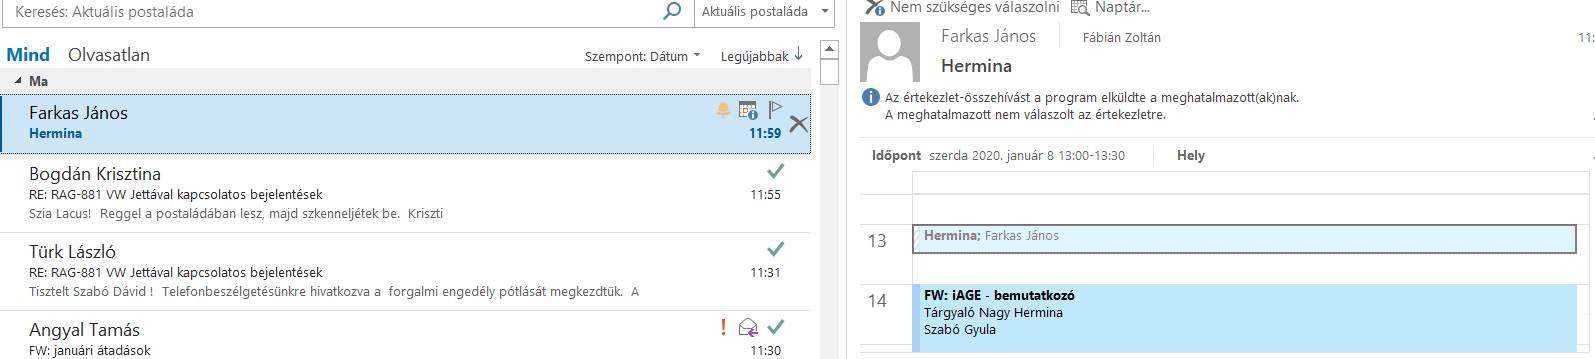 Keresés: Aktuális postaláda
Aktuális postaláda
Mind Olvasatlan
Szempont: Dátum Legújabbak
Ma
Farkas János
Hermina 11:59
Bogdán Krisztina
RE: RAG-881 VW Jettával kapcsolatos bejelentések 11:55
Szia Lacus! Reggel a postaládában lesz, majd szkenneljétek be. Kriszti
Türk László
RE: RAG-881 VW Jettával kapcsolatos bejelentések 11:31
Tisztelt Szabó Dávid ! Telefonbeszélgetésünkre hivatkozva a forgalmi engedély pótlását megkezdtük. A
Angyal Tamás
FW: januári átadások 11:30
Nem szükséges válaszolni Naptár...
Farkas János Fábián Zoltán 11:
Hermina
Az értekezlet-összehívást a program elküldte a meghatalmazott(ak)nak.
A meghatalmazott nem válaszolt az értekezletre.
Időpont szerda 2020. január 8 13:00-13:30 Hely
13 Hermina; Farkas János
14 FW: iAGE - bemutatkozó
Tárgyaló Nagy Hermina
Szabó Gyula